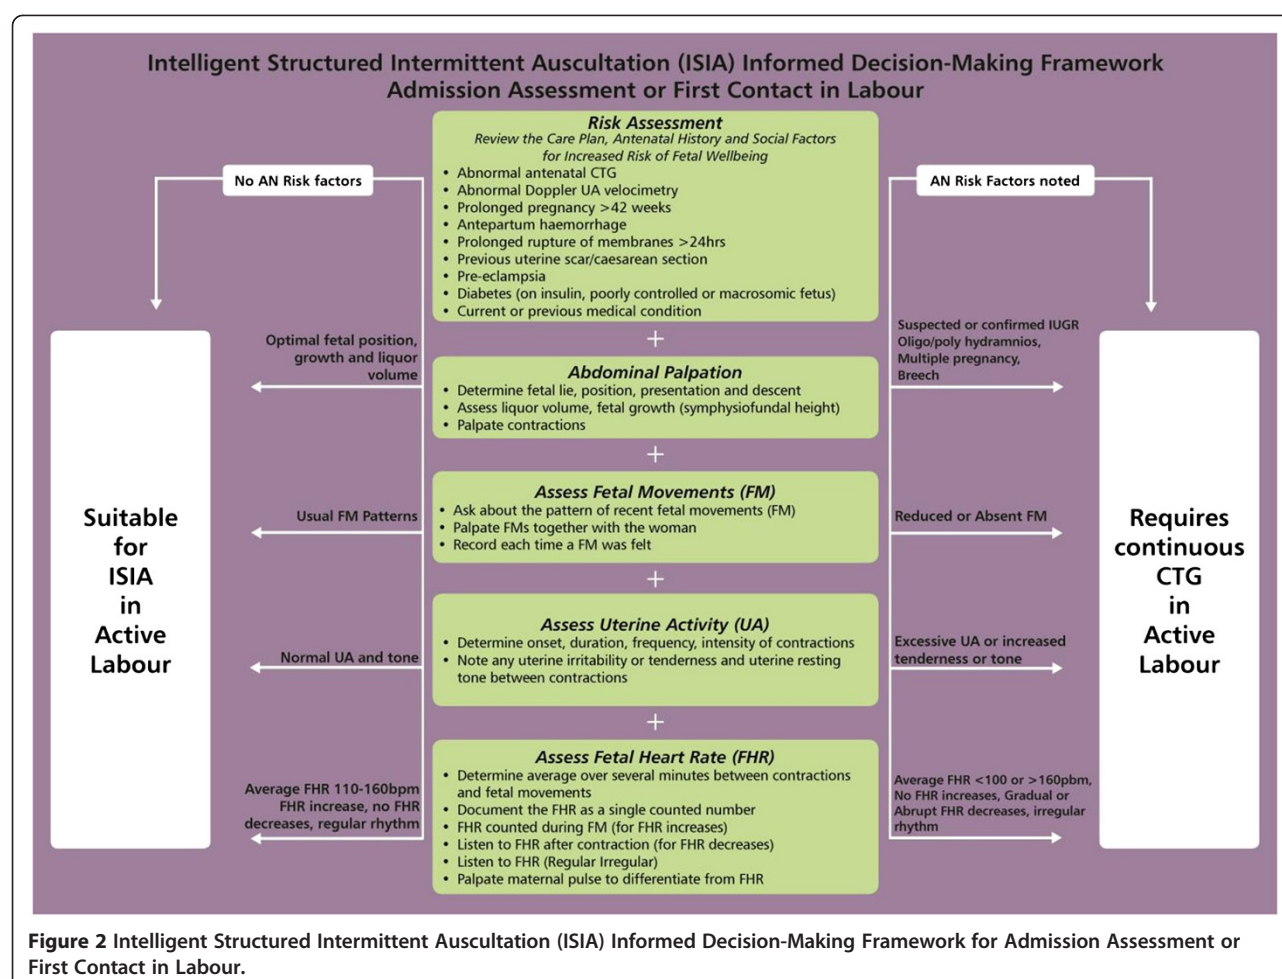 Intelligent Structured Intermittent Auscultation (ISIA) Informed Decision-Making Framework
Admission Assessment or First Contact in Labour
Risk Assessment
Review the Care Plan, Antenatal History and Social Factors
for Increased Risk of Fetal Wellbeing
• Abnormal antenatal CTG
• Abnormal Doppler UA velocimetry
• Prolonged pregnancy >42 weeks
• Antepartum haemorrhage
• Prolonged rupture of membranes >24hrs
• Previous uterine scar/caesarean section
• Pre-eclampsia
• Diabetes (on insulin, poorly controlled or macrosomic fetus)
• Current or previous medical condition
No AN Risk factors
AN Risk Factors noted
+
Optimal fetal position,
growth and liquor
volume
Abdominal Palpation
• Determine fetal lie, position, presentation and descent
• Assess liquor volume, fetal growth (symphysiofundal height)
• Palpate contractions
Suspected or confirmed IUGR
Oligo/poly hydramnios,
Multiple pregnancy,
Breech
+
Usual FM Patterns
Assess Fetal Movements (FM)
• Ask about the pattern of recent fetal movements (FM)
• Palpate FMs together with the woman
• Record each time a FM was felt
Reduced or Absent FM
Suitable
for
ISIA
in
Active
Labour
Requires
continuous
CTG
in
Active
Labour
+
Normal UA and tone
Assess Uterine Activity (UA)
• Determine onset, duration, frequency, intensity of contractions
• Note any uterine irritability or tenderness and uterine resting
tone between contractions
Excessive UA or increased
tenderness or tone
+
Average FHR 110-160bpm
FHR increase, no FHR
decreases, regular rhythm
Assess Fetal Heart Rate (FHR)
• Determine average over several minutes between contractions
and fetal movements
• Document the FHR as a single counted number
• FHR counted during FM (for FHR increases)
• Listen to FHR after contraction (for FHR decreases)
• Listen to FHR (Regular Irregular)
• Palpate maternal pulse to differentiate from FHR
Average FHR <100 or >160pbm,
No FHR increases, Gradual or
Abrupt FHR decreases, irregular
rhythm
Figure 2 Intelligent Structured Intermittent Auscultation (ISIA) Informed Decision-Making Framework for Admission Assessment or
First Contact in Labour.